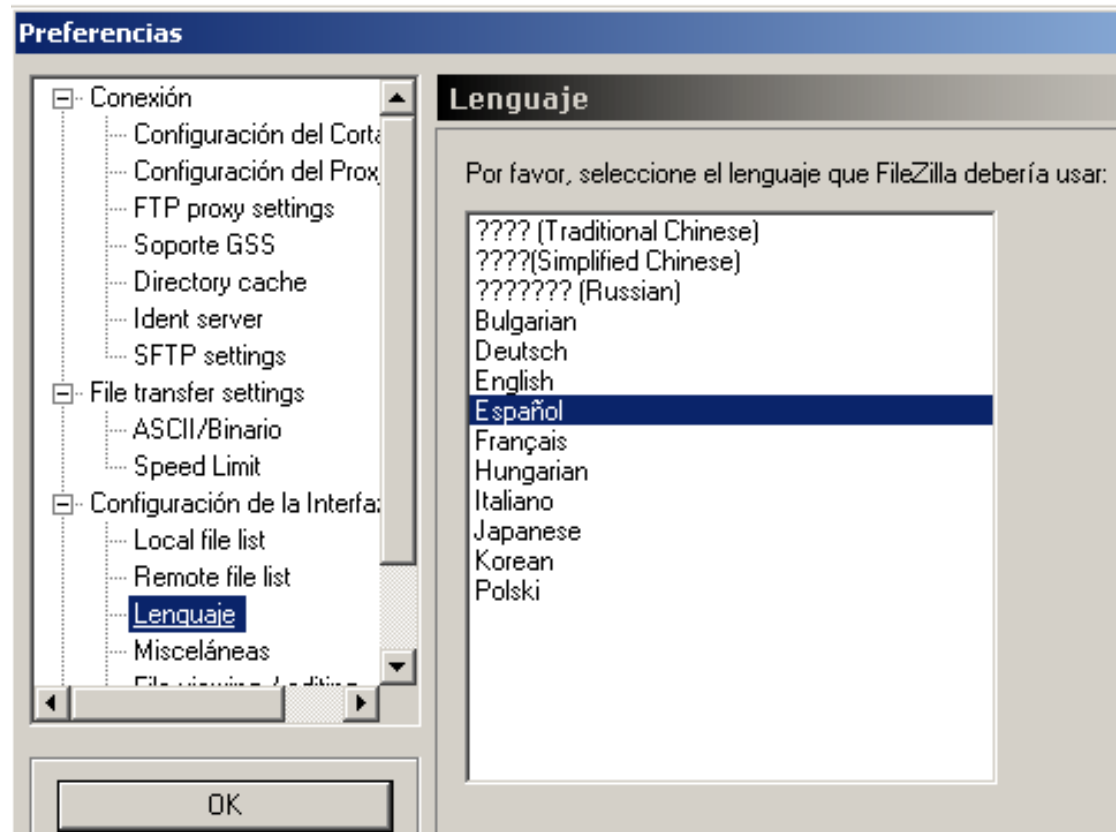 Preferencias
Conexión
Configuración del Corta
Configuración del Prox
FTP proxy settings
Soporte GSS
Directory cache
Ident server
SFTP settings
File transfer settings
ASCII/Binario
Speed Limit
Configuración de la Interfa
Local file list
Remote file list
Lenguaje
Misceláneas
File viewing / editing
OK
Lenguaje
Por favor, seleccione el lenguaje que FileZilla debería usar:
???? (Traditional Chinese)
????(Simplified Chinese)
??????? (Russian)
Bulgarian
Deutsch
English
Español
Français
Hungarian
Italiano
Japanese
Korean
Polski